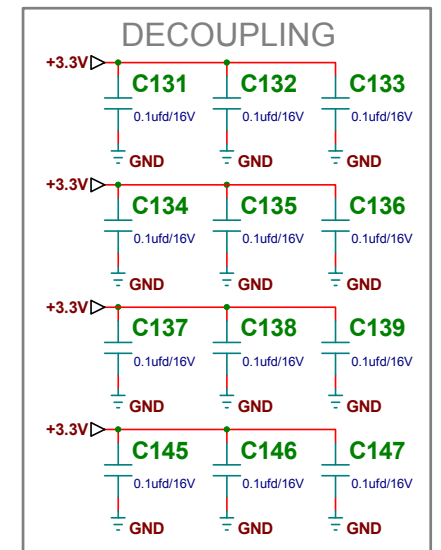 DECOUPLING
+3.3V
C131 C132 C133
0.1ufd/16V 0.1ufd/16V 0.1ufd/16V
GND GND GND
+3.3V
C134 C135 C136
0.1ufd/16V 0.1ufd/16V 0.1ufd/16V
GND GND GND
+3.3V
C137 C138 C139
0.1ufd/16V 0.1ufd/16V 0.1ufd/16V
GND GND GND
+3.3V
C145 C146 C147
0.1ufd/16V 0.1ufd/16V 0.1ufd/16V
GND GND GND